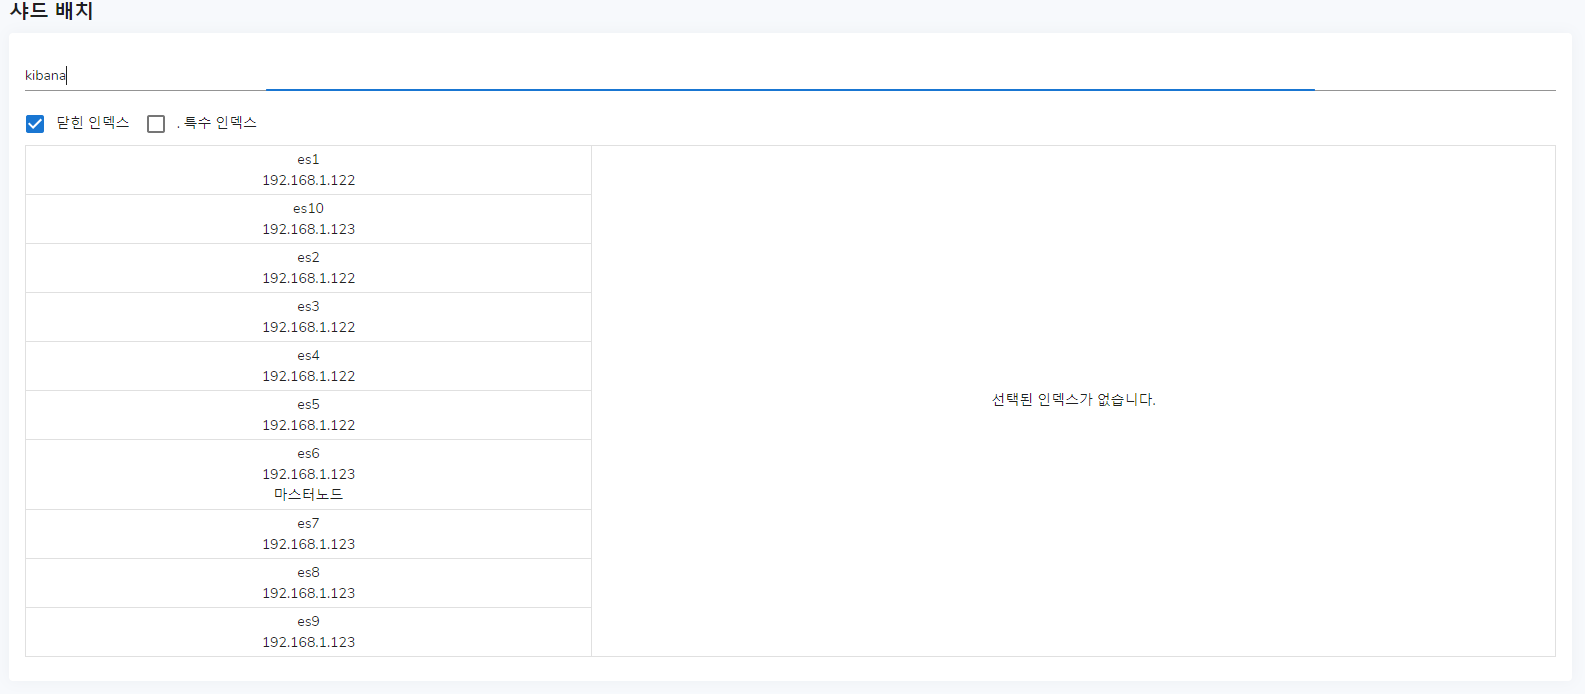 샤드 배치
kibana
닫힌 인덱스 . 특수 인덱스
es1
192.168.1.122
es10
192.168.1.123
es2
192.168.1.122
es3
192.168.1.122
es4
192.168.1.122
es5
192.168.1.122
es6
192.168.1.123
마스터노드
es7
192.168.1.123
es8
192.168.1.123
es9
192.168.1.123
선택된 인덱스가 없습니다.